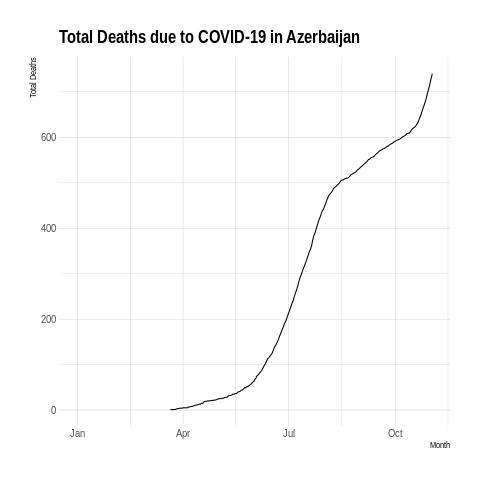 Total Deaths due to COVID-19 in Azerbaijan
Total Deaths
600
400
200
0
Jan Apr Jul Oct
Month